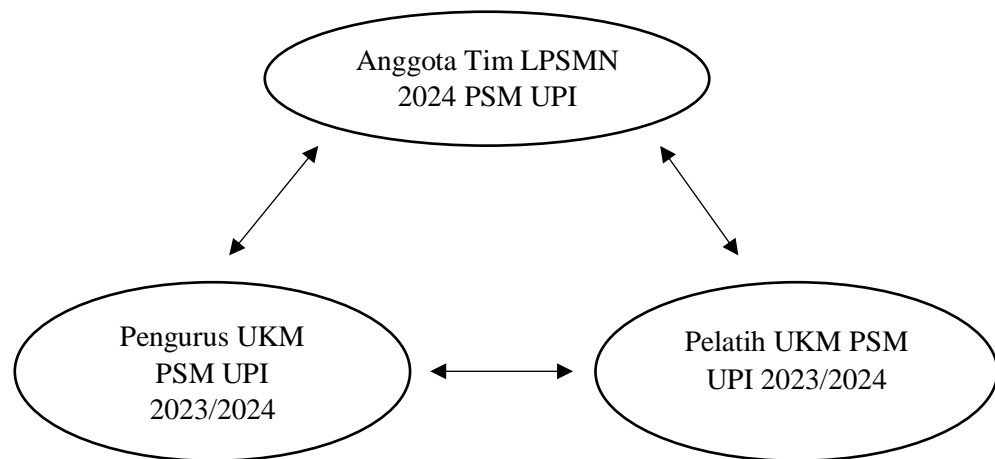 Anggota Tim LPSMN
2024 PSM UPI
Pengurus UKM
PSM UPI
2023/2024
Pelatih UKM PSM
UPI 2023/2024